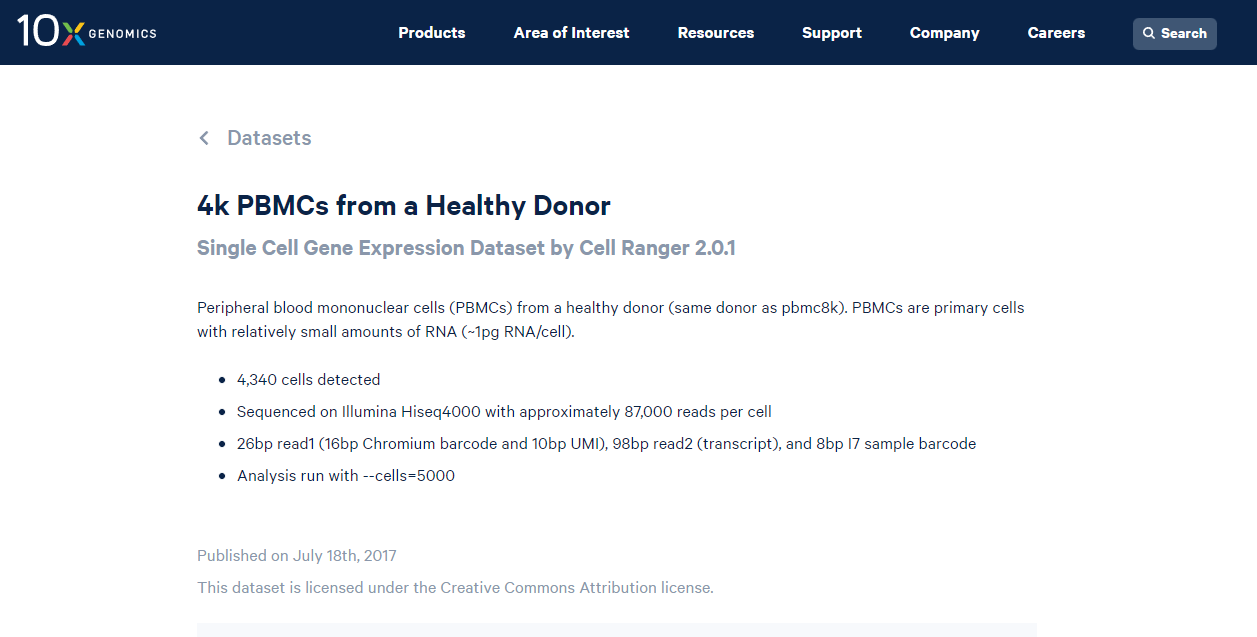 10x GENOMICS
Products Area of Interest Resources Support Company Careers Search
Datasets
4k PBMCs from a Healthy Donor
Single Cell Gene Expression Dataset by Cell Ranger 2.0.1
Peripheral blood mononuclear cells (PBMCs) from a healthy donor (same donor as pbmc8k). PBMCs are primary cells
with relatively small amounts of RNA (~1pg RNA/cell).
• 4,340 cells detected
• Sequenced on Illumina Hiseq4000 with approximately 87,000 reads per cell
• 26bp read1 (16bp Chromium barcode and 10bp UMI), 98bp read2 (transcript), and 8bp I7 sample barcode
• Analysis run with --cells=5000
Published on July 18th, 2017
This dataset is licensed under the Creative Commons Attribution license.